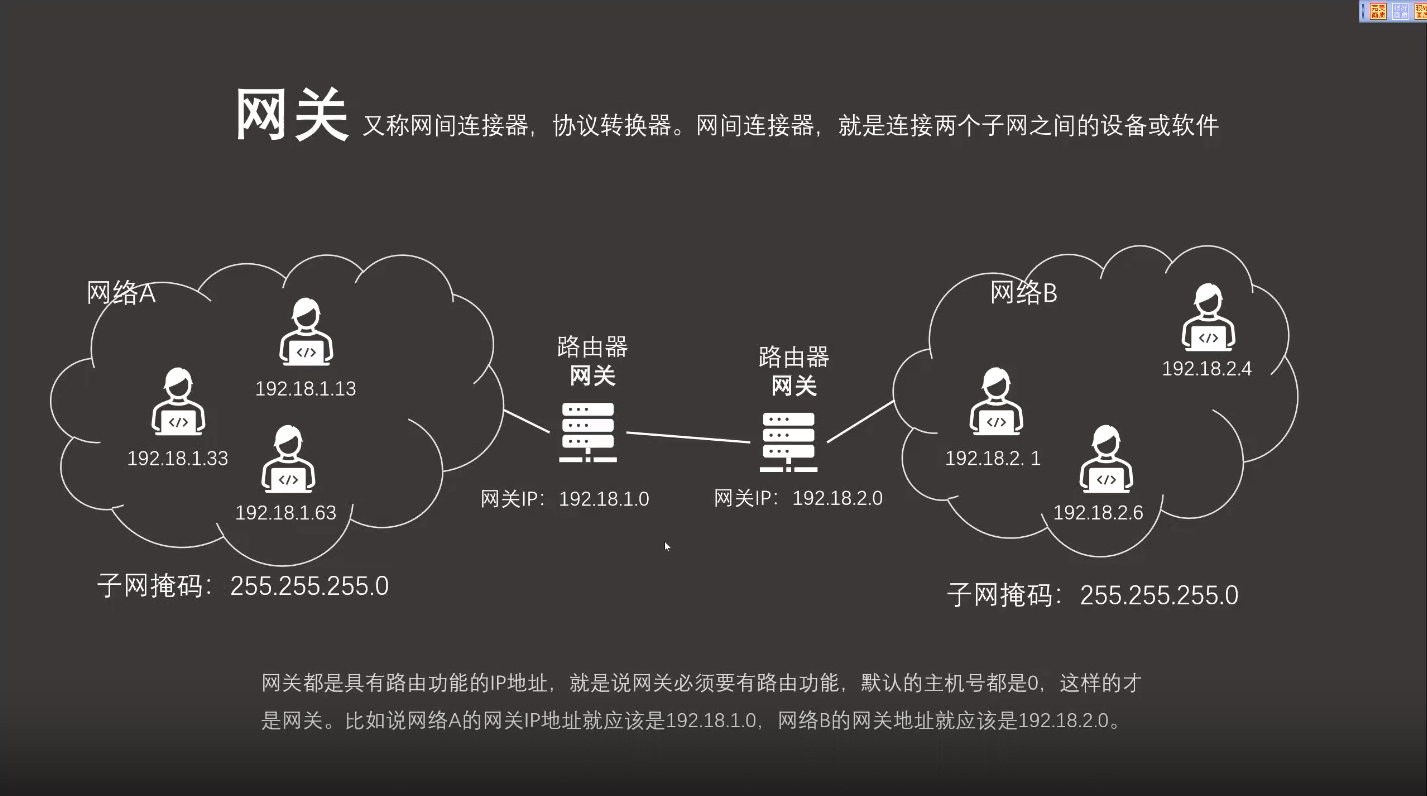 网关 又称网间连接器，协议转换器。网间连接器，就是连接两个子网之间的设备或软件
网络A
192.18.1.13
192.18.1.33
192.18.1.63
子网掩码：255.255.255.0
路由器
网关
网关IP：192.18.1.0
路由器
网关
网关IP：192.18.2.0
网络B
192.18.2.4
192.18.2. 1
192.18.2.6
子网掩码：255.255.255.0
网关都是具有路由功能的IP地址，就是说网关必须要有路由功能，默认的主机号都是0，这样的才
是网关。比如说网络A的网关IP地址就应该是192.18.1.0，网络B的网关地址就应该是192.18.2.0。